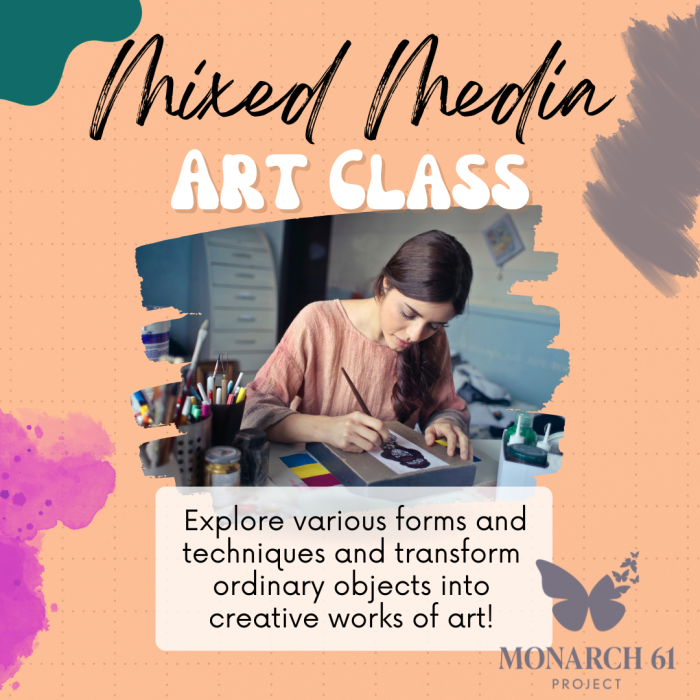 Mixed Media
ART CLASS
Explore various forms and
techniques and transform
ordinary objects into
creative works of art!
MONARCH 61
PROJECT